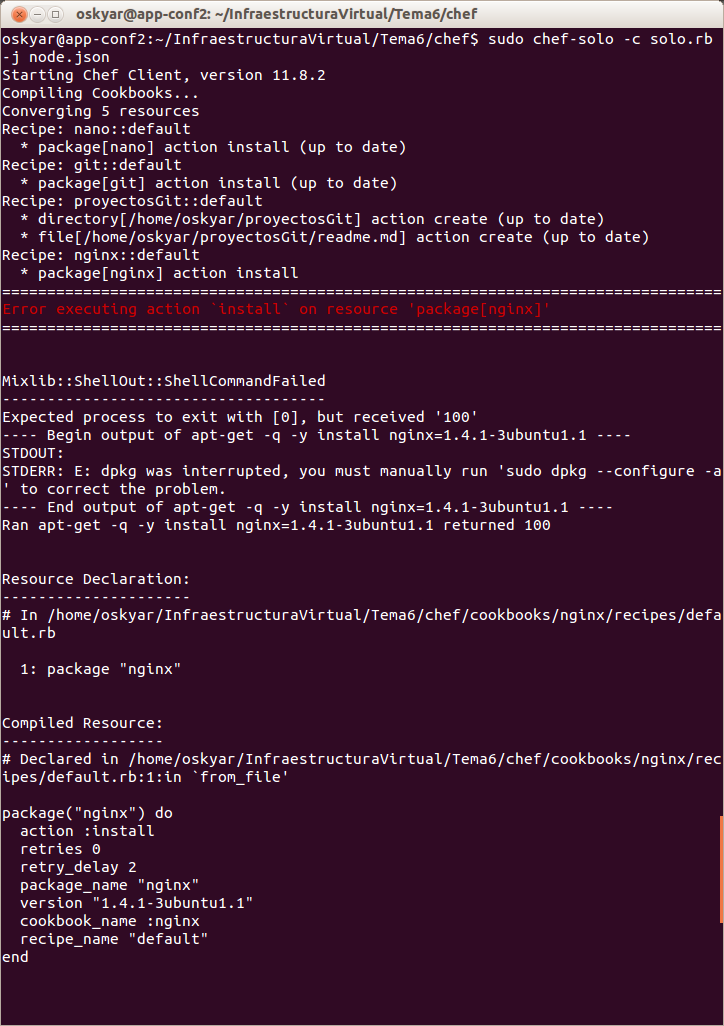 oskyar@app-conf2: ~/InfraestructuraVirtual/Tema6/chef
oskyar@app-conf2:~/InfraestructuraVirtual/Tema6/chef$ sudo chef-solo -c solo.rb
-j node.json
Starting Chef Client, version 11.8.2
Compiling Cookbooks...
Converging 5 resources
Recipe: nano::default
  * package[nano] action install (up to date)
Recipe: git::default
  * package[git] action install (up to date)
Recipe: proyectosGit::default
  * directory[/home/oskyar/proyectosGit] action create (up to date)
  * file[/home/oskyar/proyectosGit/readme.md] action create (up to date)
Recipe: nginx::default
  * package[nginx] action install
================================================================================
Error executing action `install` on resource 'package[nginx]'
================================================================================
Mixlib::ShellOut::ShellCommandFailed
------------------------------------
Expected process to exit with [0], but received '100'
---- Begin output of apt-get -q -y install nginx=1.4.1-3ubuntu1.1 ----
STDOUT:
STDERR: E: dpkg was interrupted, you must manually run 'sudo dpkg --configure -a
' to correct the problem.
---- End output of apt-get -q -y install nginx=1.4.1-3ubuntu1.1 ----
Ran apt-get -q -y install nginx=1.4.1-3ubuntu1.1 returned 100
Resource Declaration:
---------------------
# In /home/oskyar/InfraestructuraVirtual/Tema6/chef/cookbooks/nginx/recipes/defa
ult.rb
  1: package "nginx"
Compiled Resource:
------------------
# Declared in /home/oskyar/InfraestructuraVirtual/Tema6/chef/cookbooks/nginx/rec
ipes/default.rb:1:in `from_file'
package("nginx") do
  action :install
  retries 0
  retry_delay 2
  package_name "nginx"
  version "1.4.1-3ubuntu1.1"
  cookbook_name :nginx
  recipe_name "default"
end